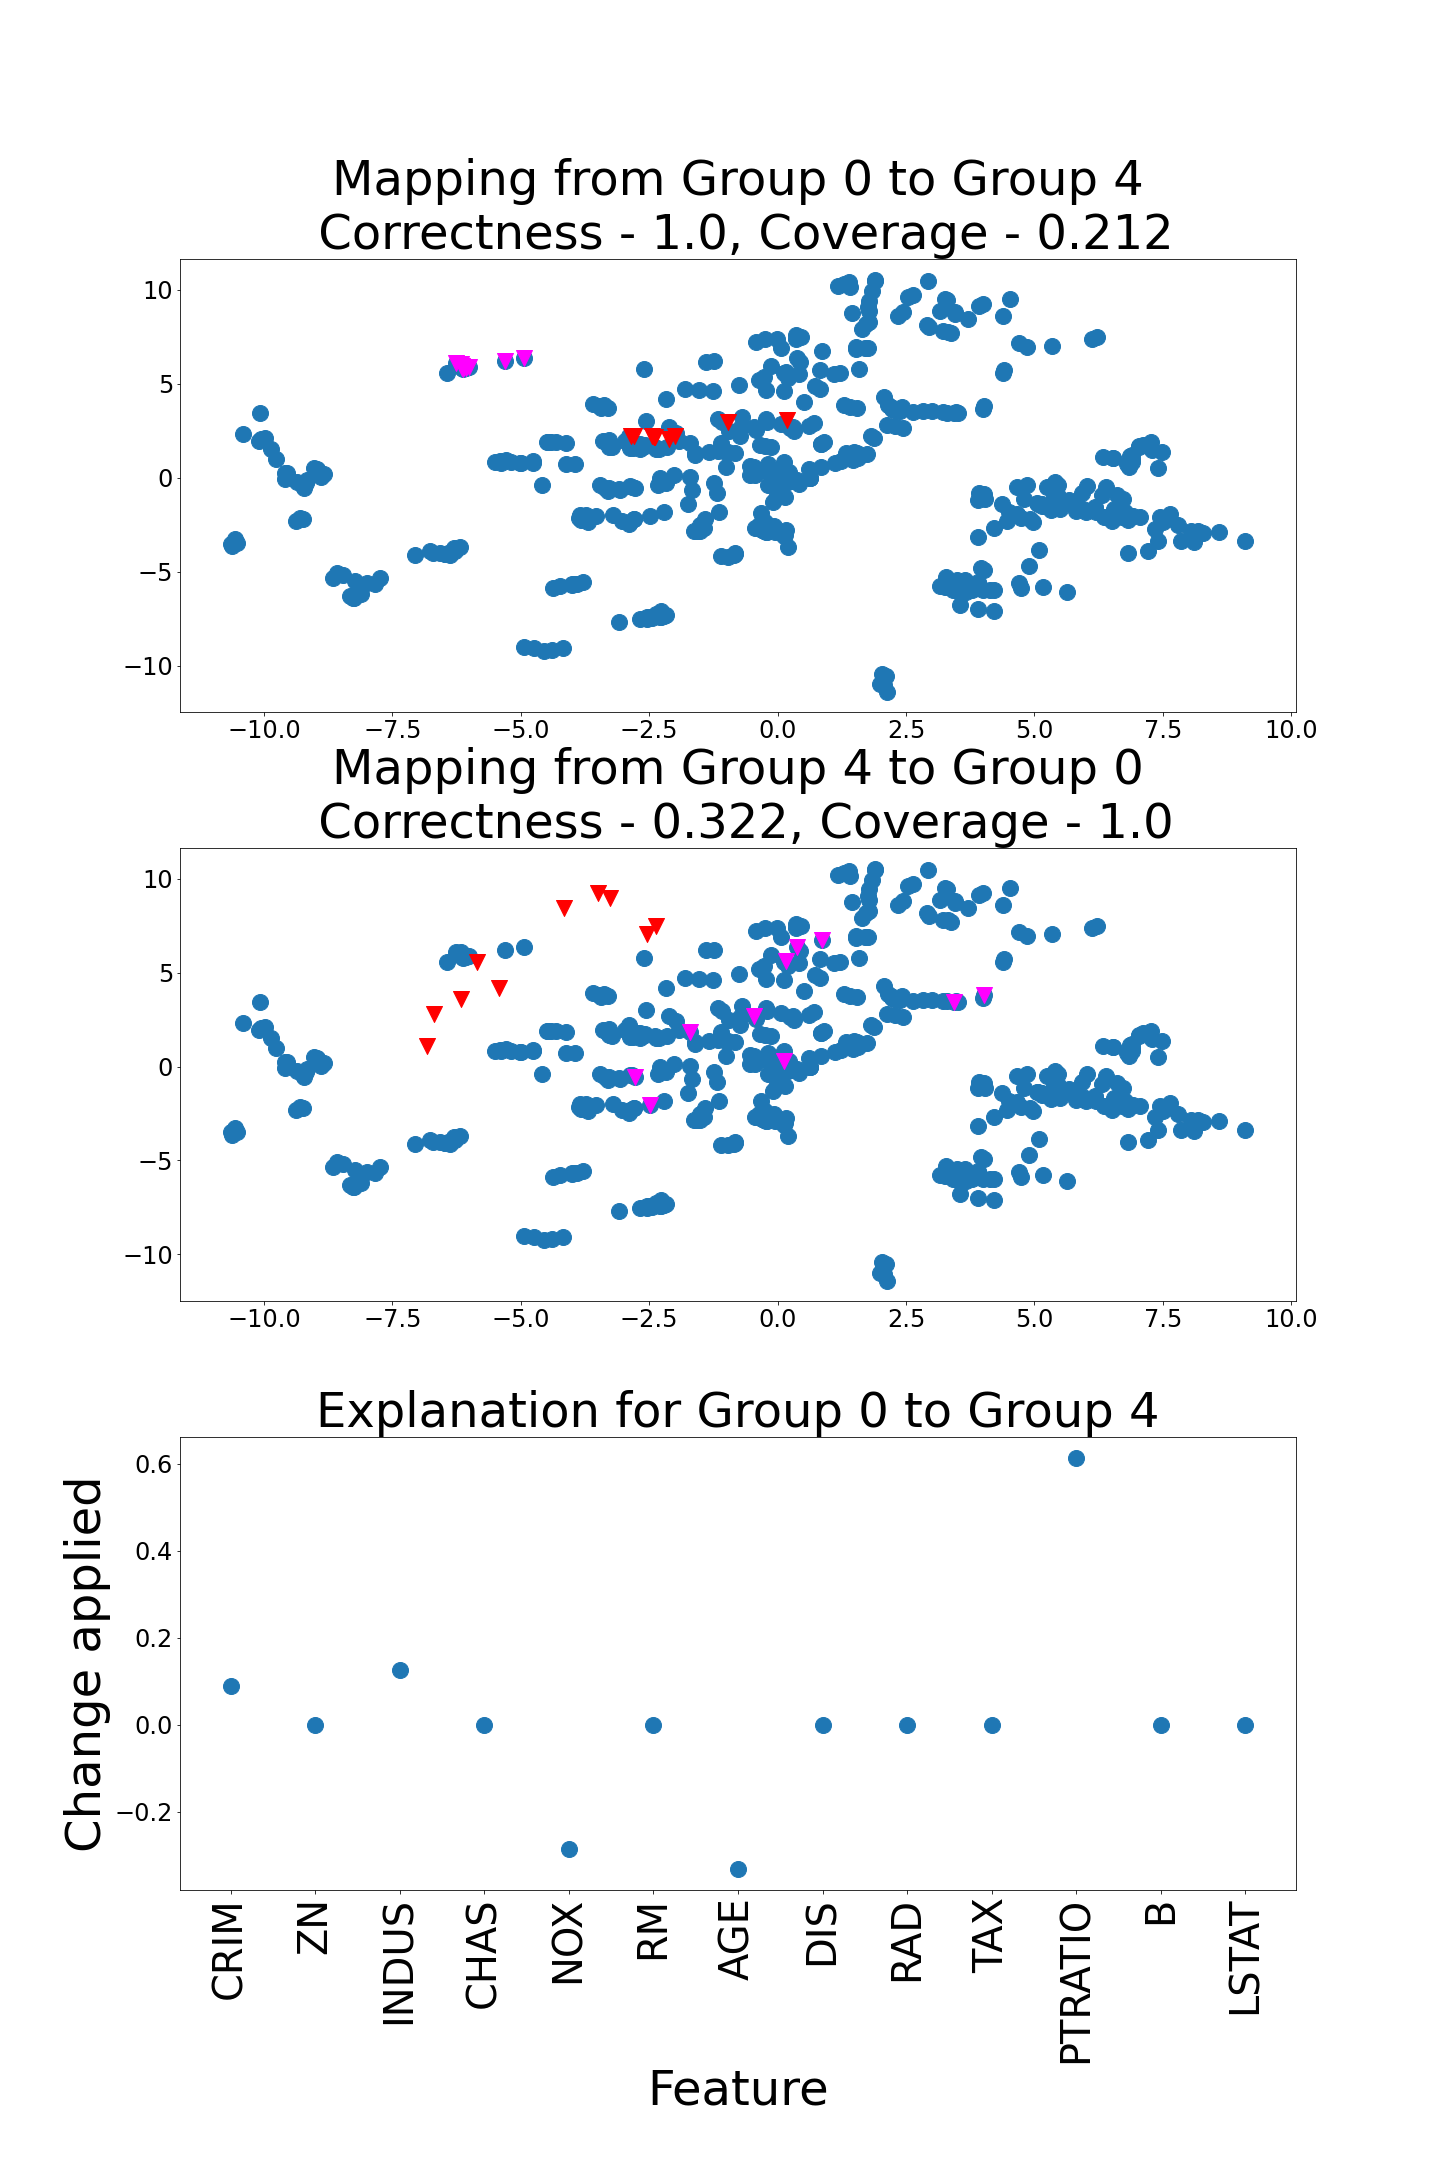 Mapping from Group 0 to Group 4
Correctness - 1.0, Coverage - 0.212
10
5
0
−5
−10
−10.0 −7.5 −5.0 −2.5 0.0 2.5 5.0 7.5 10.0
Mapping from Group 4 to Group 0
Correctness - 0.322, Coverage - 1.0
10
5
0
−5
−10
−10.0 −7.5 −5.0 −2.5 0.0 2.5 5.0 7.5 10.0
Explanation for Group 0 to Group 4
Change applied
0.6
0.4
0.2
0.0
−0.2
CRIM
ZN
INDUS
CHAS
NOX
RM
AGE
DIS
RAD
TAX
PTRATIO
B
LSTAT
Feature